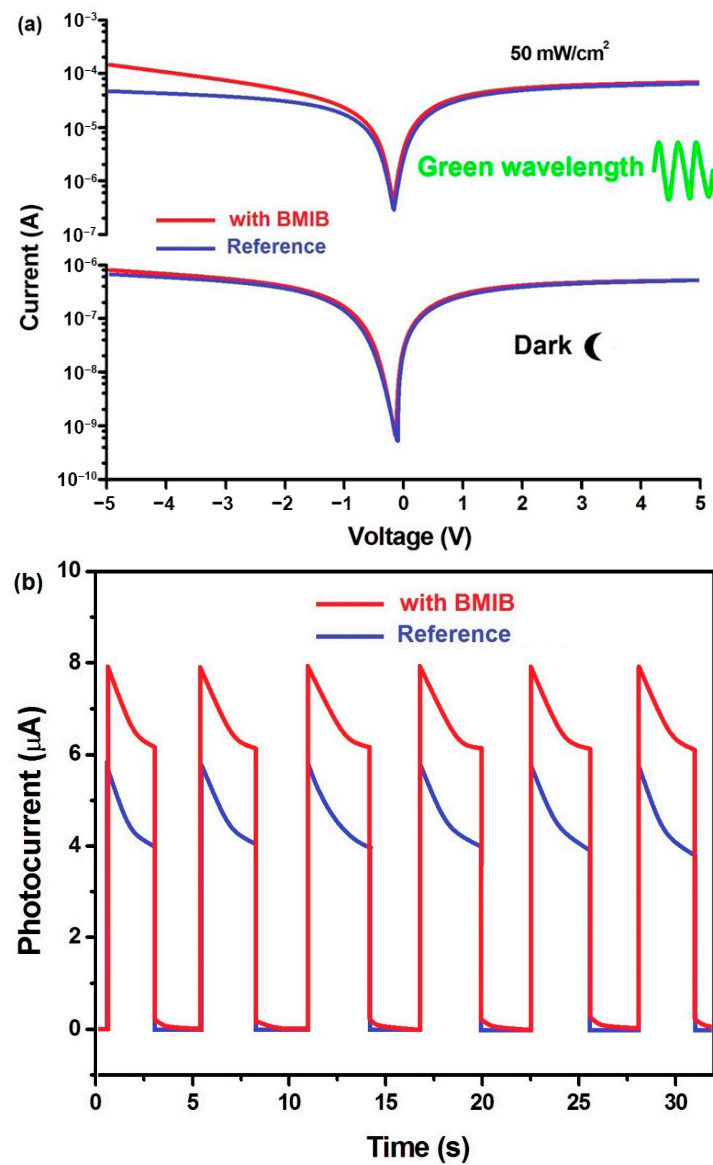 (a)
10⁻³
10⁻⁴
10⁻⁵
10⁻⁶
10⁻⁷
50 mW/cm²
Green wavelength
with BMIB
Reference
10⁻⁶
10⁻⁷
10⁻⁸
10⁻⁹
10⁻¹⁰
Dark
Current (A)
−5 −4 −3 −2 −1 0 1 2 3 4 5
Voltage (V)
(b)
10
8
6
4
2
0
with BMIB
Reference
Photocurrent (μA)
0 5 10 15 20 25 30
Time (s)